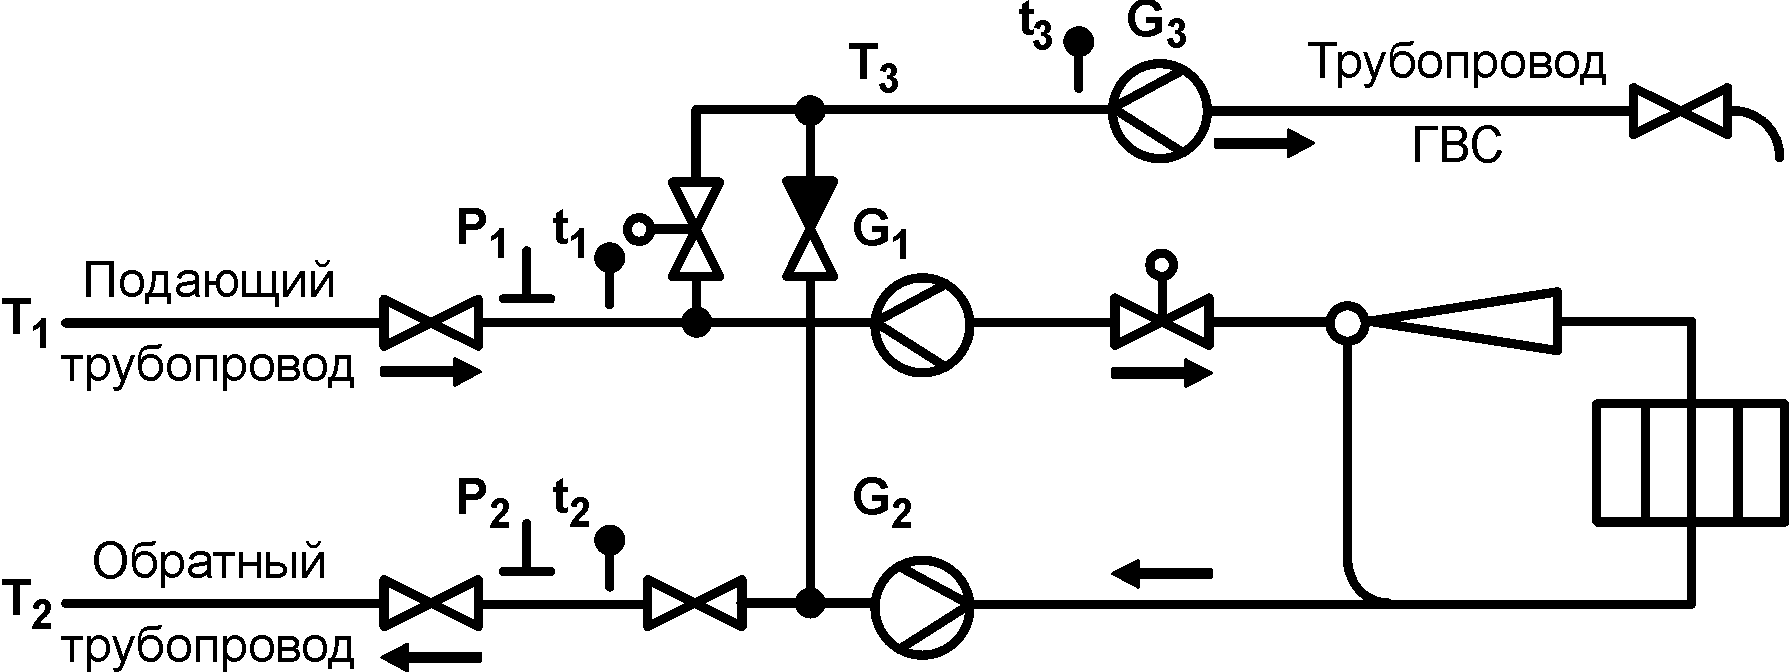 t3
G3
T3
Трубопровод
ГВС
P1
t1
G1
Подающий
T1
трубопровод
P2
t2
G2
Обратный
T2
трубопровод